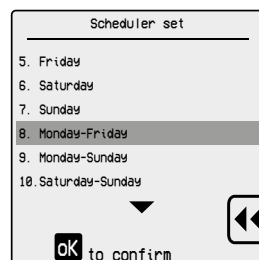 Scheduler set
5. Friday
6. Saturday
7. Sunday
8. Monday-Friday
9. Monday-Sunday
10.Saturday-Sunday
OK to confirm